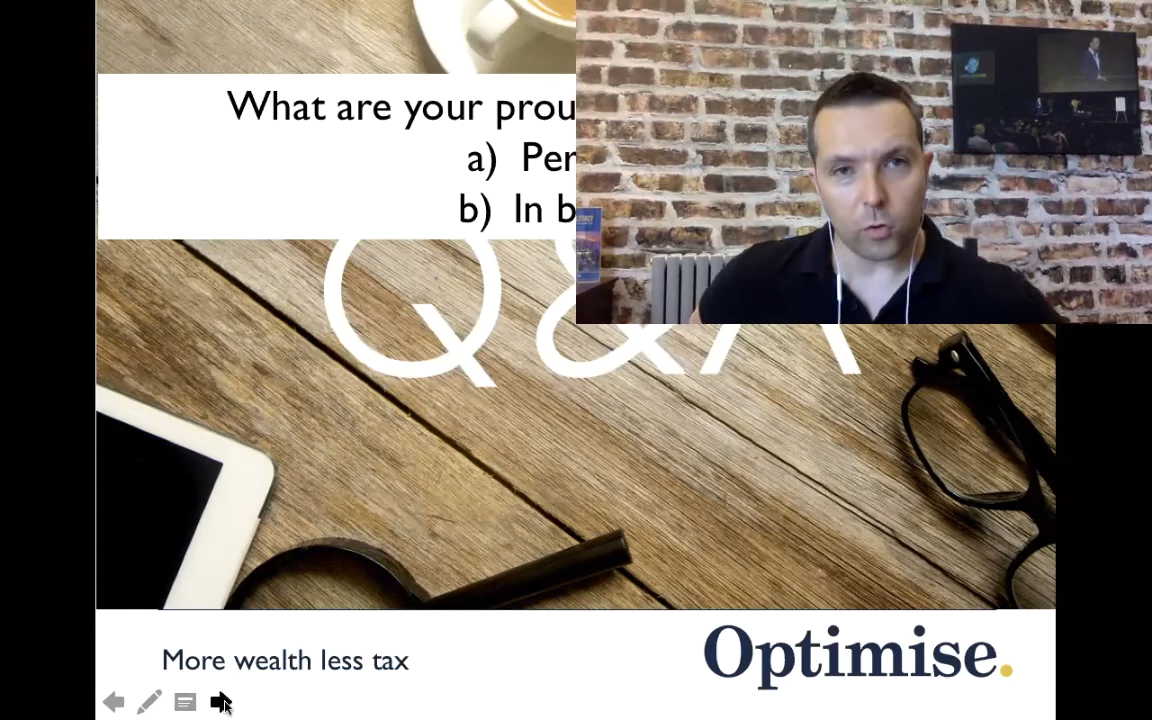 What are your prou
a) Per
b) In b
Q&A
More wealth less tax
Optimise.